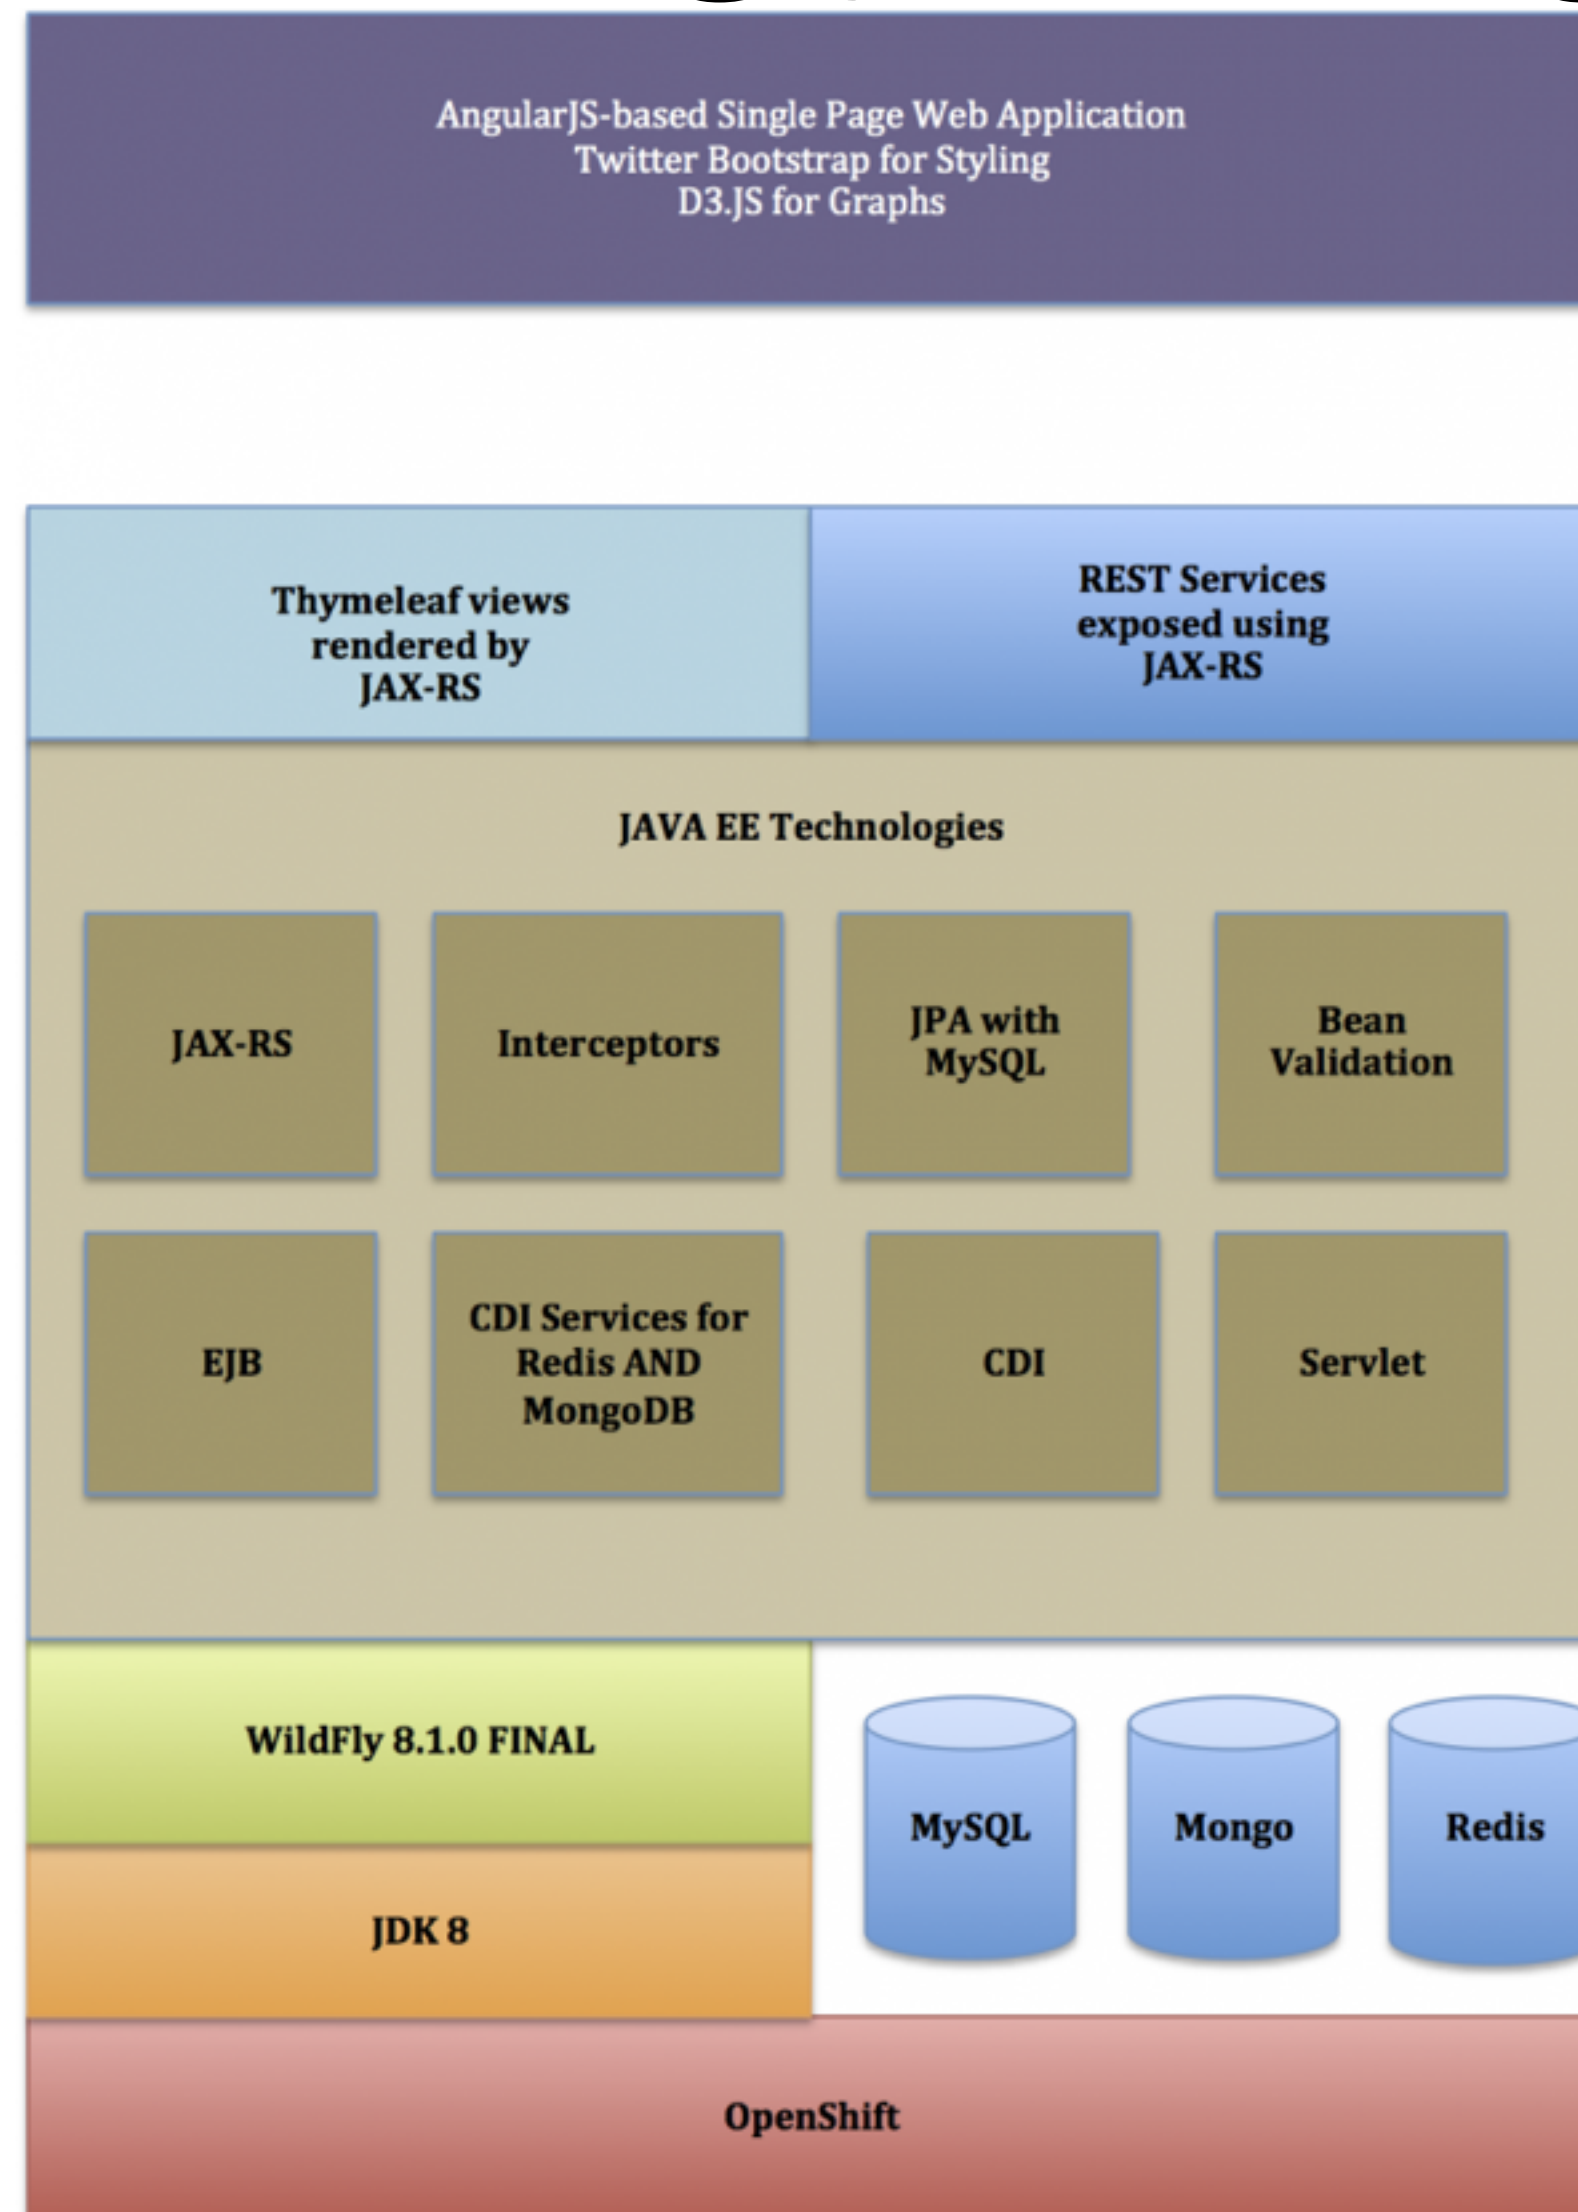 AngularJS-based Single Page Web Application
Twitter Bootstrap for Styling
D3.JS for Graphs
Thymeleaf views
rendered by
JAX-RS
REST Services
exposed using
JAX-RS
JAVA EE Technologies
JAX-RS
Interceptors
JPA with
MySQL
Bean
Validation
EJB
CDI Services for
Redis AND
MongoDB
CDI
Servlet
WildFly 8.1.0 FINAL
JDK 8
MySQL
Mongo
Redis
OpenShift